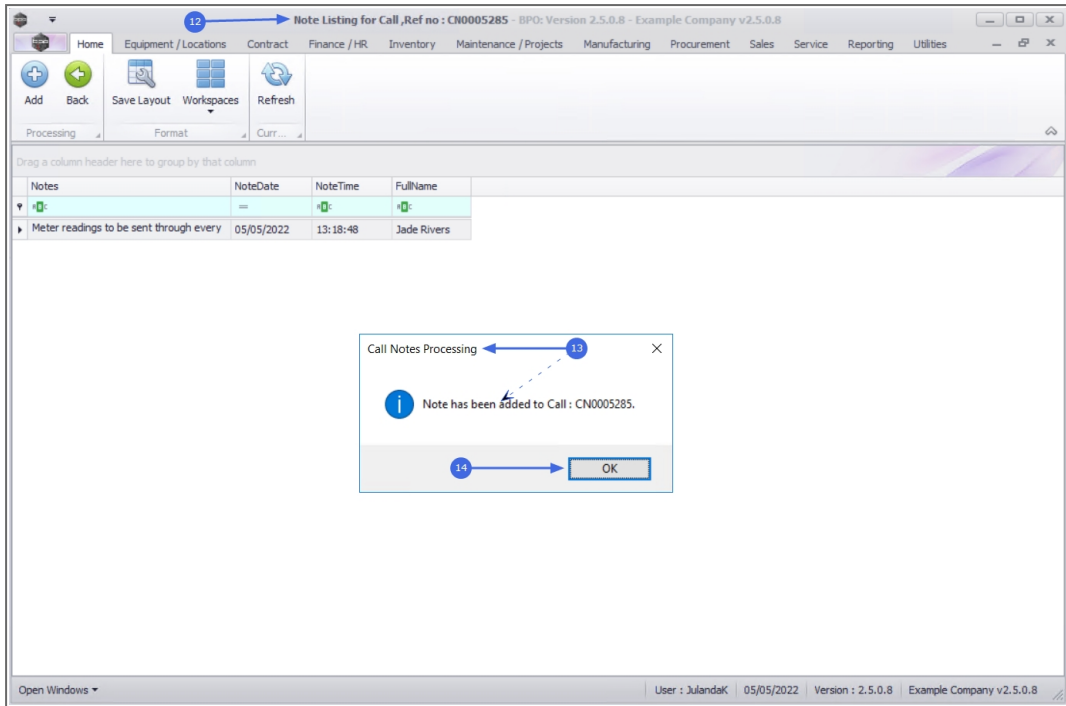 12
Note Listing for Call ,Ref no : CN0005285 - BPO: Version 2.5.0.8 - Example Company v2.5.0.8
Home Equipment / Locations Contract Finance / HR Inventory Maintenance / Projects Manufacturing Procurement Sales Service Reporting Utilities
Add Back Save Layout Workspaces Refresh
Processing Format Curr...
Drag a column header here to group by that column
Notes NoteDate NoteTime FullName
=
Meter readings to be sent through every 05/05/2022 13:18:48 Jade Rivers
Call Notes Processing 13
Note has been added to Call : CN0005285.
14 OK
Open Windows User : JulandaK 05/05/2022 Version : 2.5.0.8 Example Company v2.5.0.8